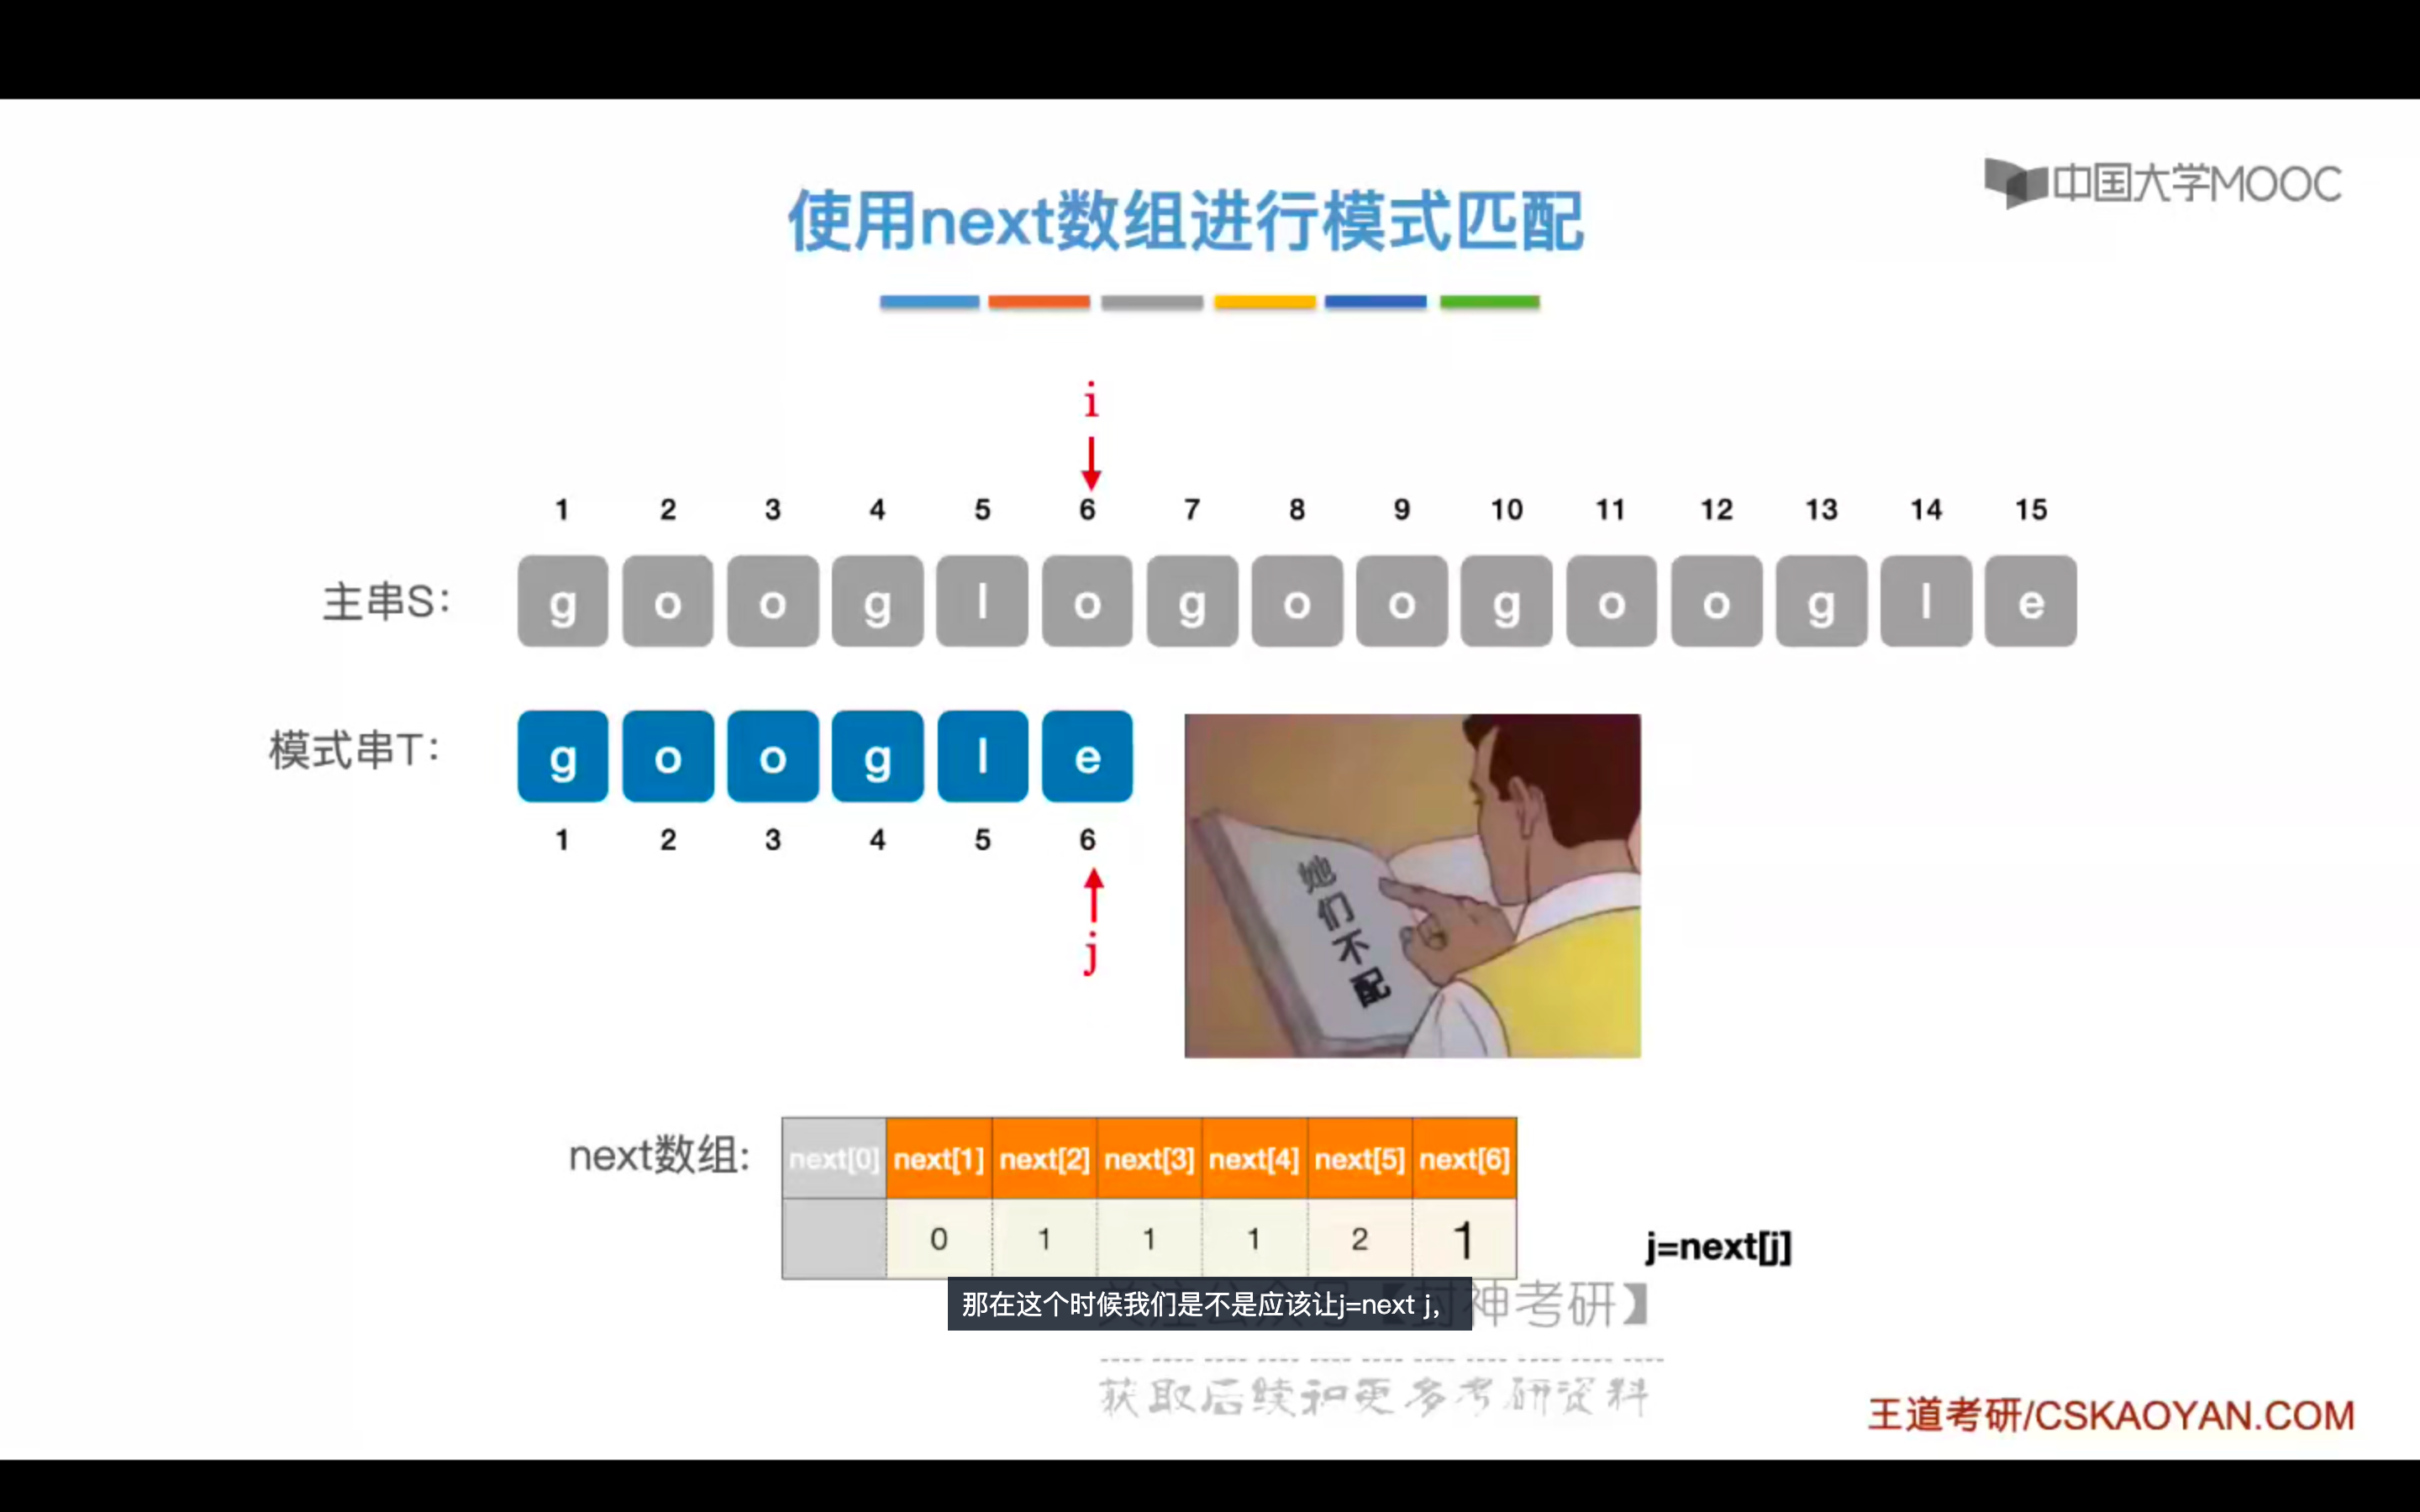 中国大学MOOC
使用next数组进行模式匹配
i
1 2 3 4 5 6 7 8 9 10 11 12 13 14 15
主串S: g o o g l o g o o g o o g l e
模式串T: g o o g l e
1 2 3 4 5 6
j
她们不配
next数组: next[0] next[1] next[2] next[3] next[4] next[5] next[6]
0 1 1 1 2 1
j=next[j]
那在这个时候我们是不是应该让j=next j,
神考研】
获取后续和更多考研资料
王道考研/CSKAOYAN.COM